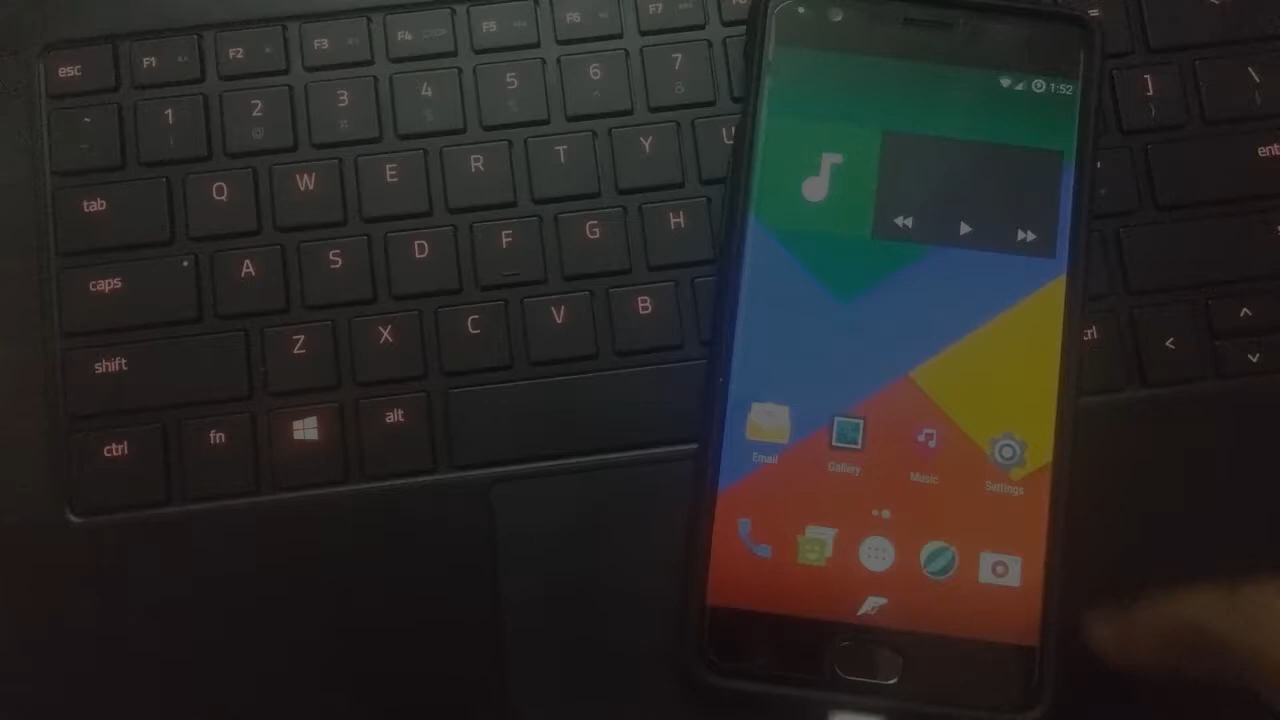 esc F1 F2 F3 F4 F5 F6 F7
~ 1 2 3 4 5 6 7
! @ ^ &
tab Q W E R T Y U
caps A S D F G H
shift Z X C V B
ctrl fn alt
1:52
Email Gallery Music Settings
= ] } \ |
ent